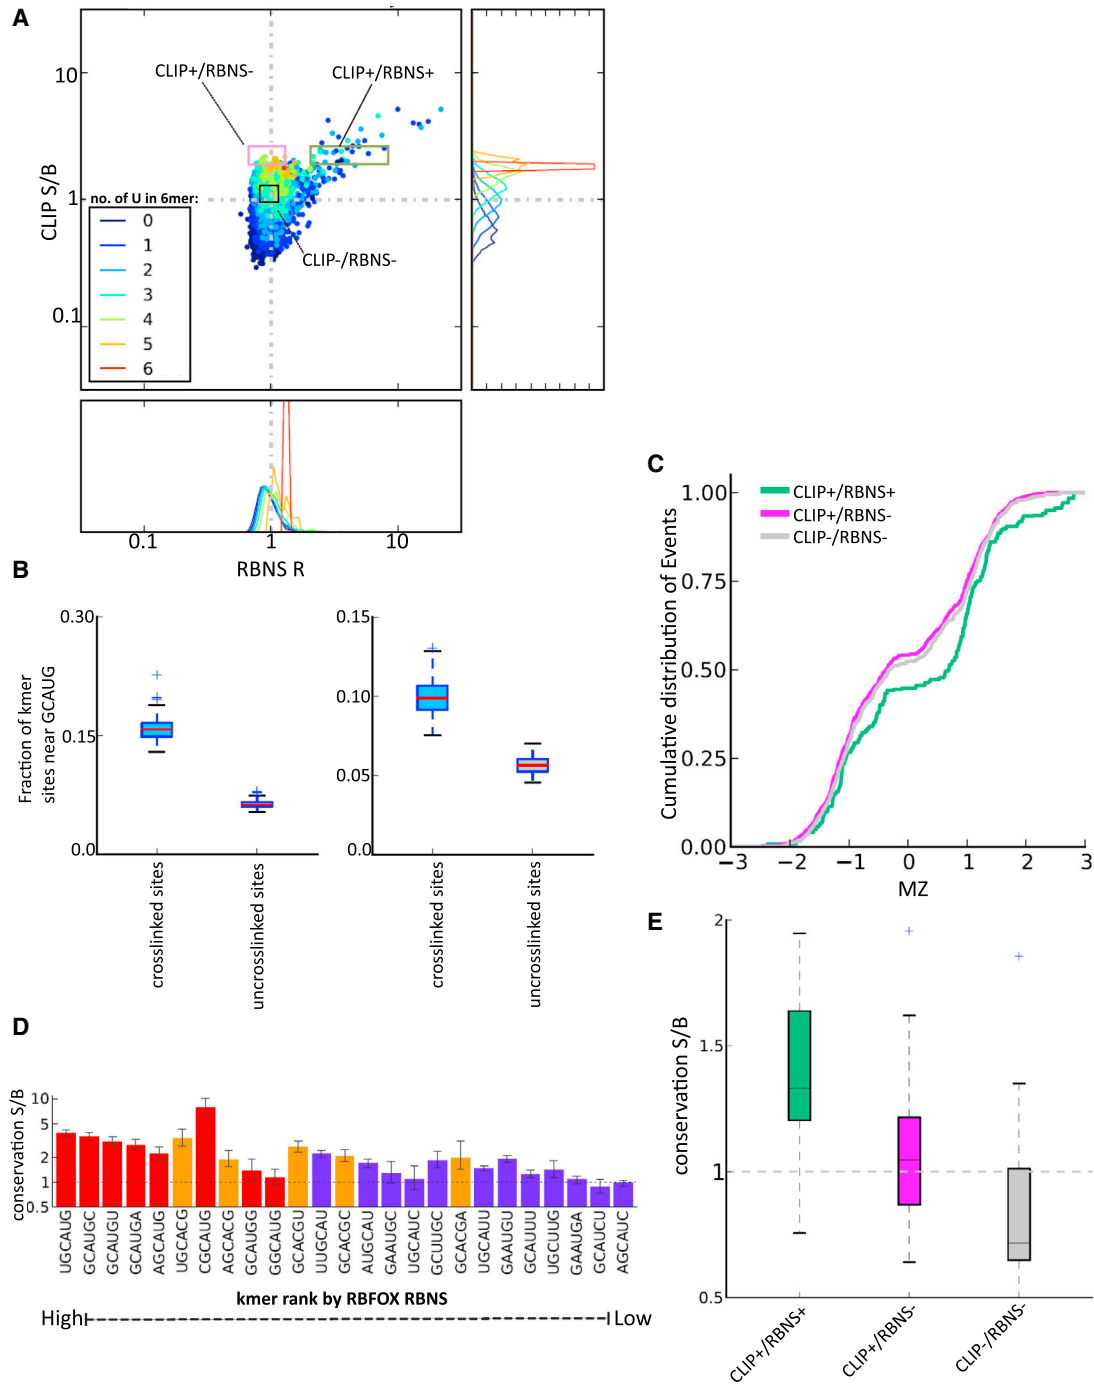 A
CLIP S/B
10
1
0.1
CLIP+/RBNS-
CLIP+/RBNS+
CLIP-/RBNS-
no. of U in 6mer:
0
1
2
3
4
5
6
0.1
1
10
RBNS R
B
Fraction of kmer
sites near GCAUG
0.30
0.15
0.0
crosslinked sites
uncrosslinked sites
0.15
0.10
0.05
0.0
crosslinked sites
uncrosslinked sites
C
Cumulative distribution of Events
1.00
0.75
0.50
0.25
0.00
CLIP+/RBNS+
CLIP+/RBNS-
CLIP-/RBNS-
−3
−2
−1
0
1
2
3
MZ
D
conservation S/B
10
5
2
1
0.5
UGCAUG
GCAUGC
GCAUGU
GCAUGA
AGCAUG
UGCACG
CGCAUG
AGCACG
GCAUGG
GGCAUG
GCACGU
UUGCAU
GCACGC
AUGCAU
GAAUGC
UGCAUC
GCUUGC
GCACGA
UGCAUU
GAAUGU
GCAUUU
UGCUUG
GAAUGA
GCAUCU
AGCAUC
kmer rank by RBFOX RBNS
High
Low
E
conservation S/B
2
1.5
1
0.5
CLIP+/RBNS+
CLIP+/RBNS-
CLIP-/RBNS-